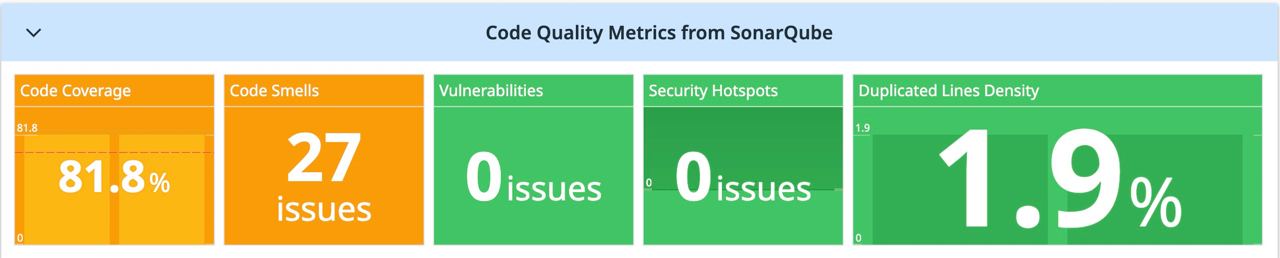 Code Quality Metrics from SonarQube
Code Coverage
81.8
81.8%
0
Code Smells
27
issues
Vulnerabilities
0 issues
Security Hotspots
0
0 issues
Duplicated Lines Density
1.9
1.9%
0